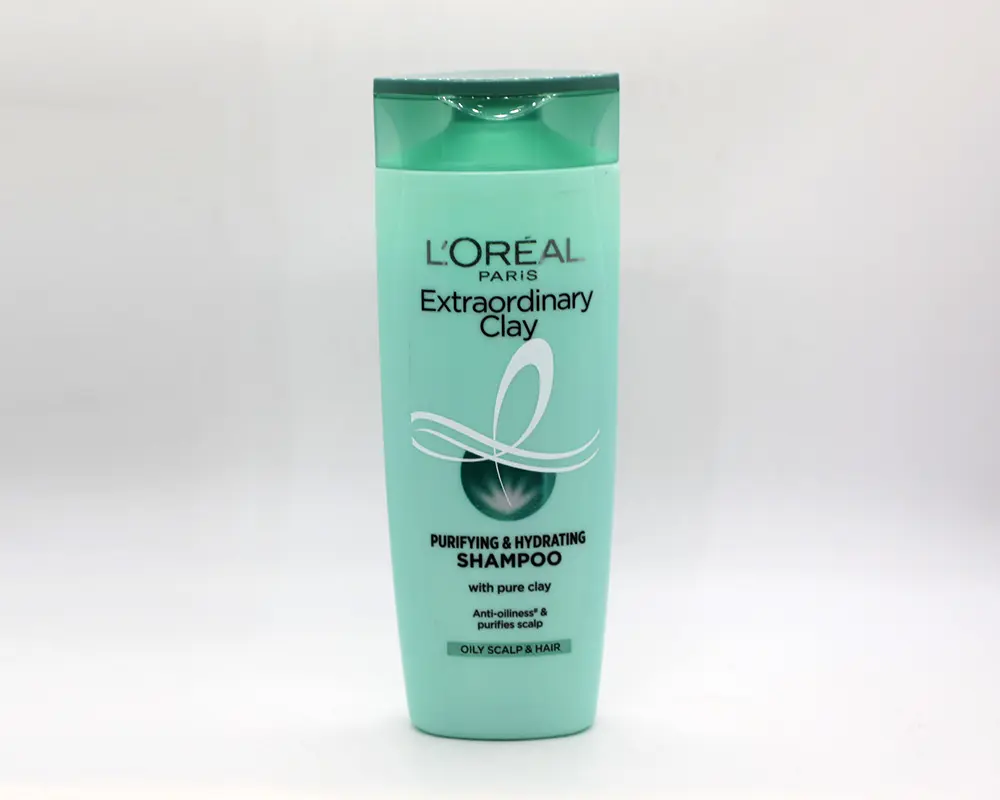 L'ORÉAL
PARiS
Extraordinary
Clay
PURIFYING & HYDRATING
SHAMPOO
with pure clay
Anti-oiliness* &
purifies scalp
OILY SCALP & HAIR